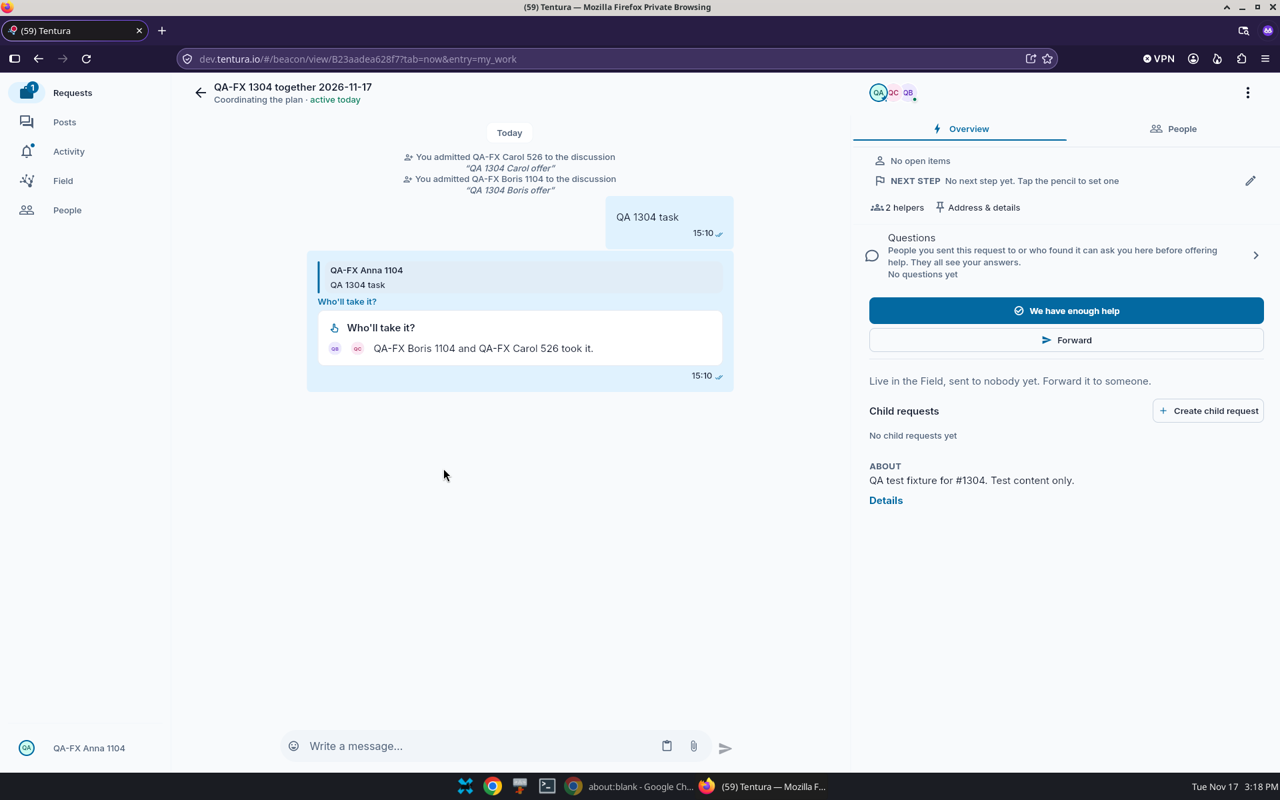 (59) Tentura — Mozilla Firefox Private Browsing
(59) Tentura
dev.tentura.io/#/beacon/view/B23aadea628f7?tab=now&entry=my_work
VPN
1
Requests
Posts
Activity
Field
People
QA-FX Anna 1104
QA
QA-FX 1304 together 2026-11-17
Coordinating the plan · active today
Today
You admitted QA-FX Carol 526 to the discussion
“QA 1304 Carol offer”
You admitted QA-FX Boris 1104 to the discussion
“QA 1304 Boris offer”
QA 1304 task
15:10
QA-FX Anna 1104
QA 1304 task
Who'll take it?
Who'll take it?
QB QC QA-FX Boris 1104 and QA-FX Carol 526 took it.
15:10
Write a message...
QA QC QB
Overview
People
No open items
NEXT STEP No next step yet. Tap the pencil to set one
2 helpers Address & details
Questions
People you sent this request to or who found it can ask you here before offering
help. They all see your answers.
No questions yet
We have enough help
Forward
Live in the Field, sent to nobody yet. Forward it to someone.
Child requests
Create child request
No child requests yet
ABOUT
QA test fixture for #1304. Test content only.
Details
about:blank - Google Ch...
(59) Tentura — Mozilla F...
Tue Nov 17 3:18 PM